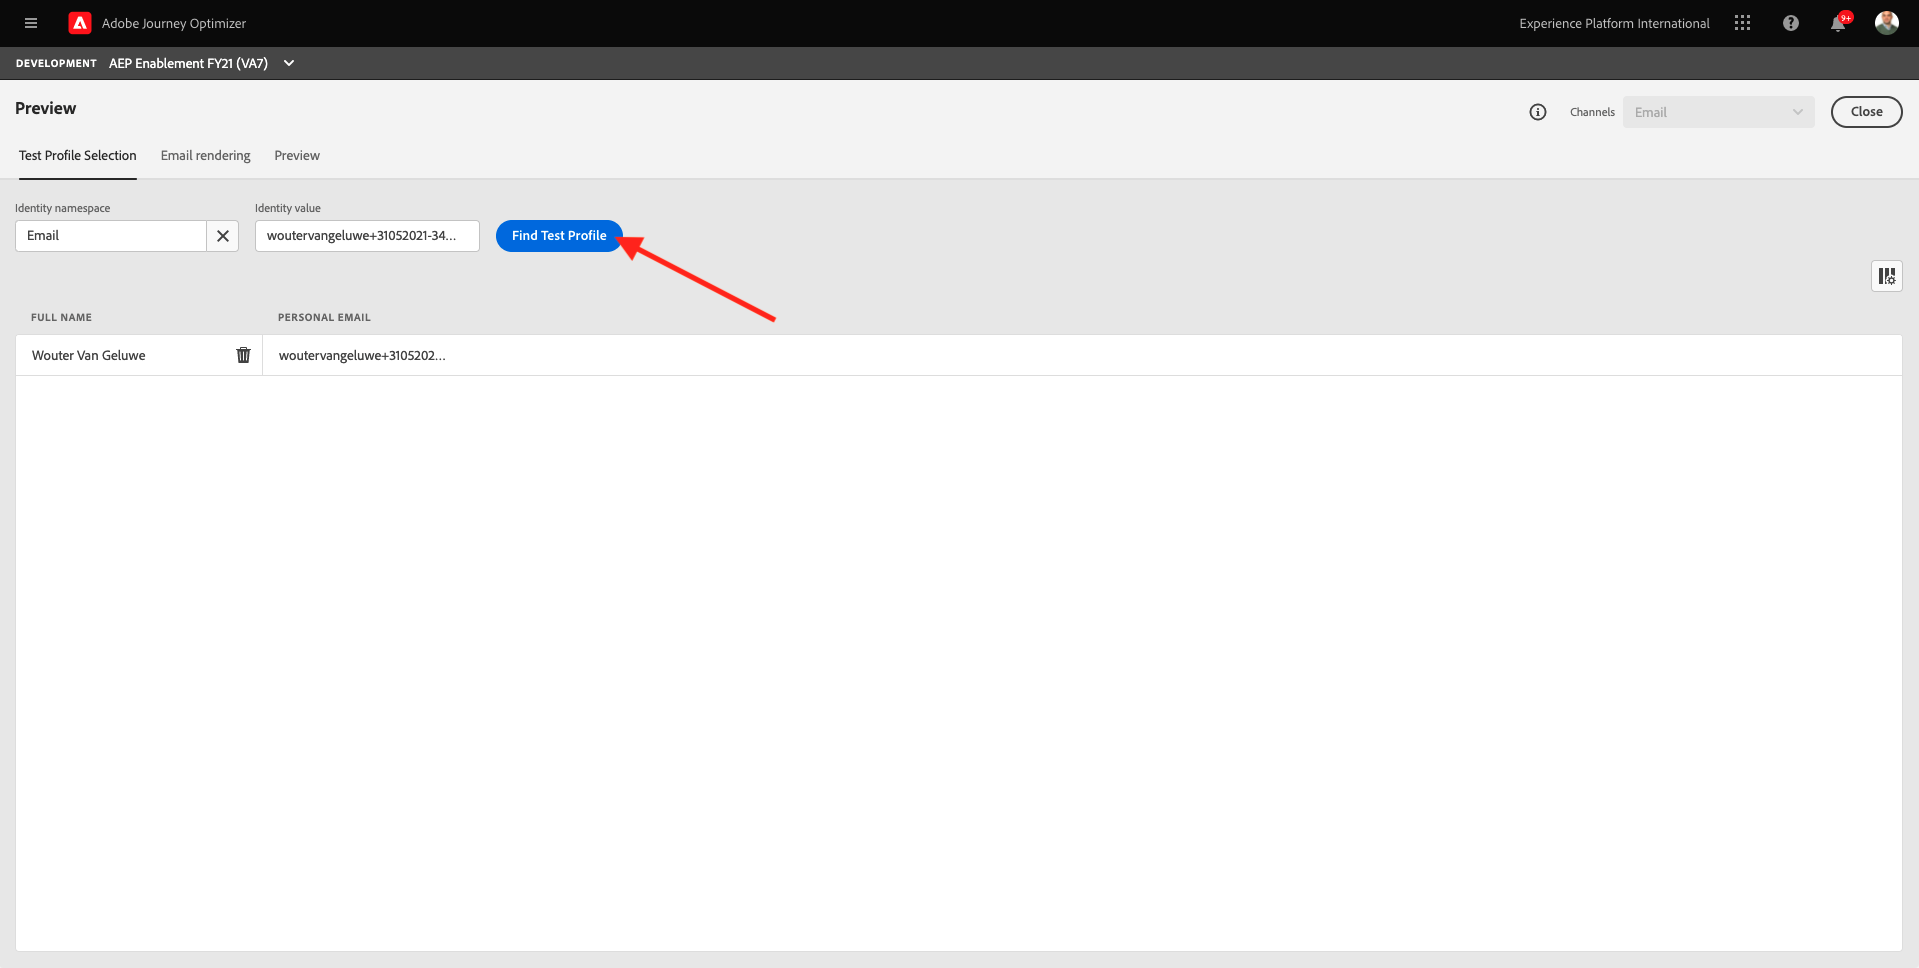 Adobe Journey Optimizer
Experience Platform International
9+
DEVELOPMENT AEP Enablement FY21 (VA7)
Preview
Channels Email Close
Test Profile Selection Email rendering Preview
Identity namespace Identity value
Email woutervangeluwe+31052021-34... Find Test Profile
FULL NAME PERSONAL EMAIL
Wouter Van Geluwe woutervangeluwe+3105202...